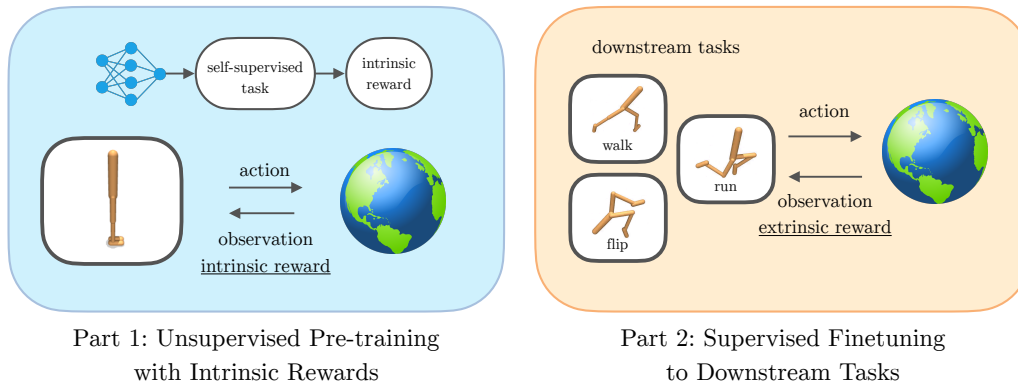 self-supervised
task
intrinsic
reward
action
observation
intrinsic reward
Part 1: Unsupervised Pre-training
with Intrinsic Rewards
downstream tasks
walk
run
flip
action
observation
extrinsic reward
Part 2: Supervised Finetuning
to Downstream Tasks